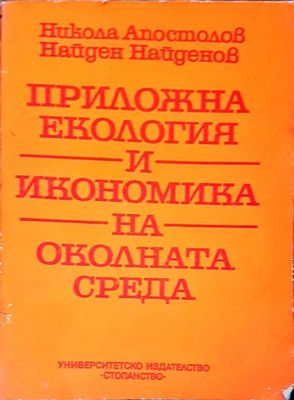 Никола Апостолов
Найден Найденов
ПРИЛОЖНА
ЕКОЛОГИЯ
И
ИКОНОМИКА
НА
ОКОЛНАТА
СРЕДА
УНИВЕРСИТЕТСКО ИЗДАТЕЛСТВО
·СТОПАНСТВО·